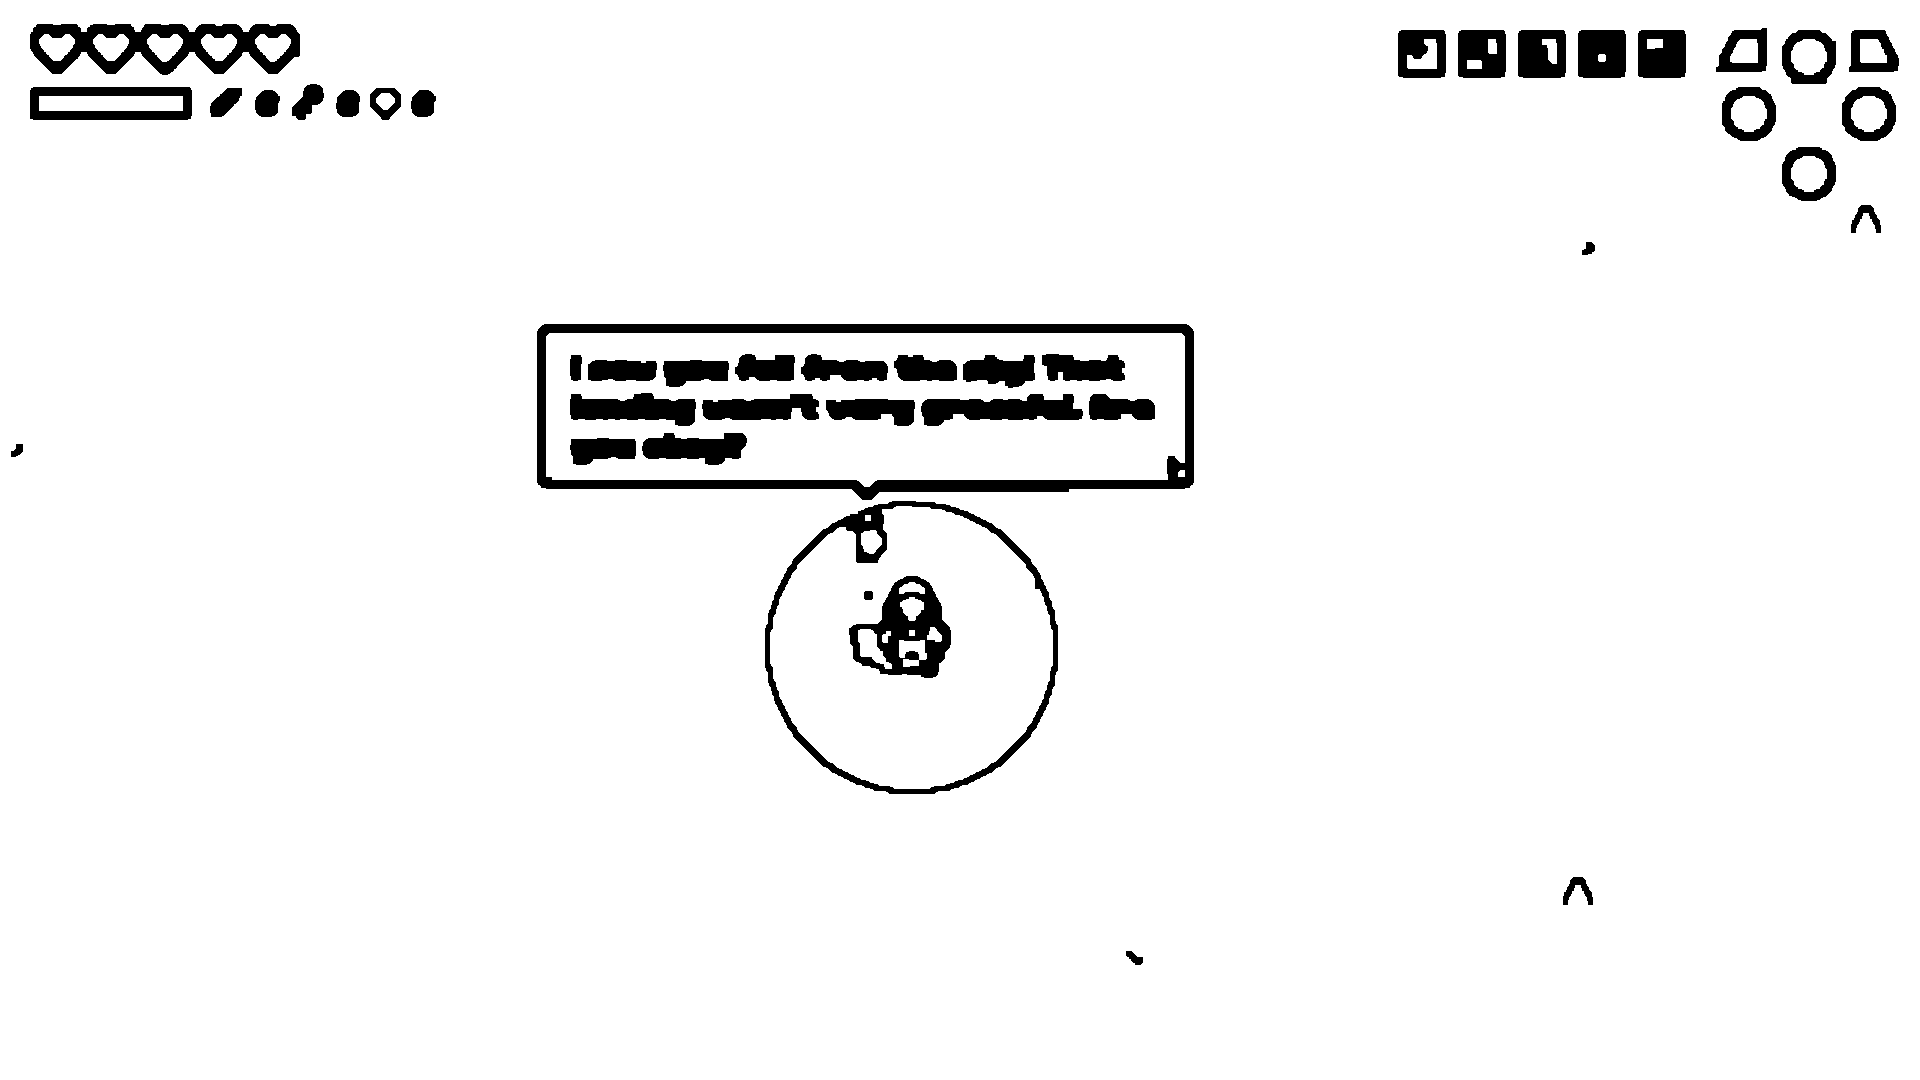 I saw you fall from the sky! That
landing wasn't very graceful. Are
you okay?